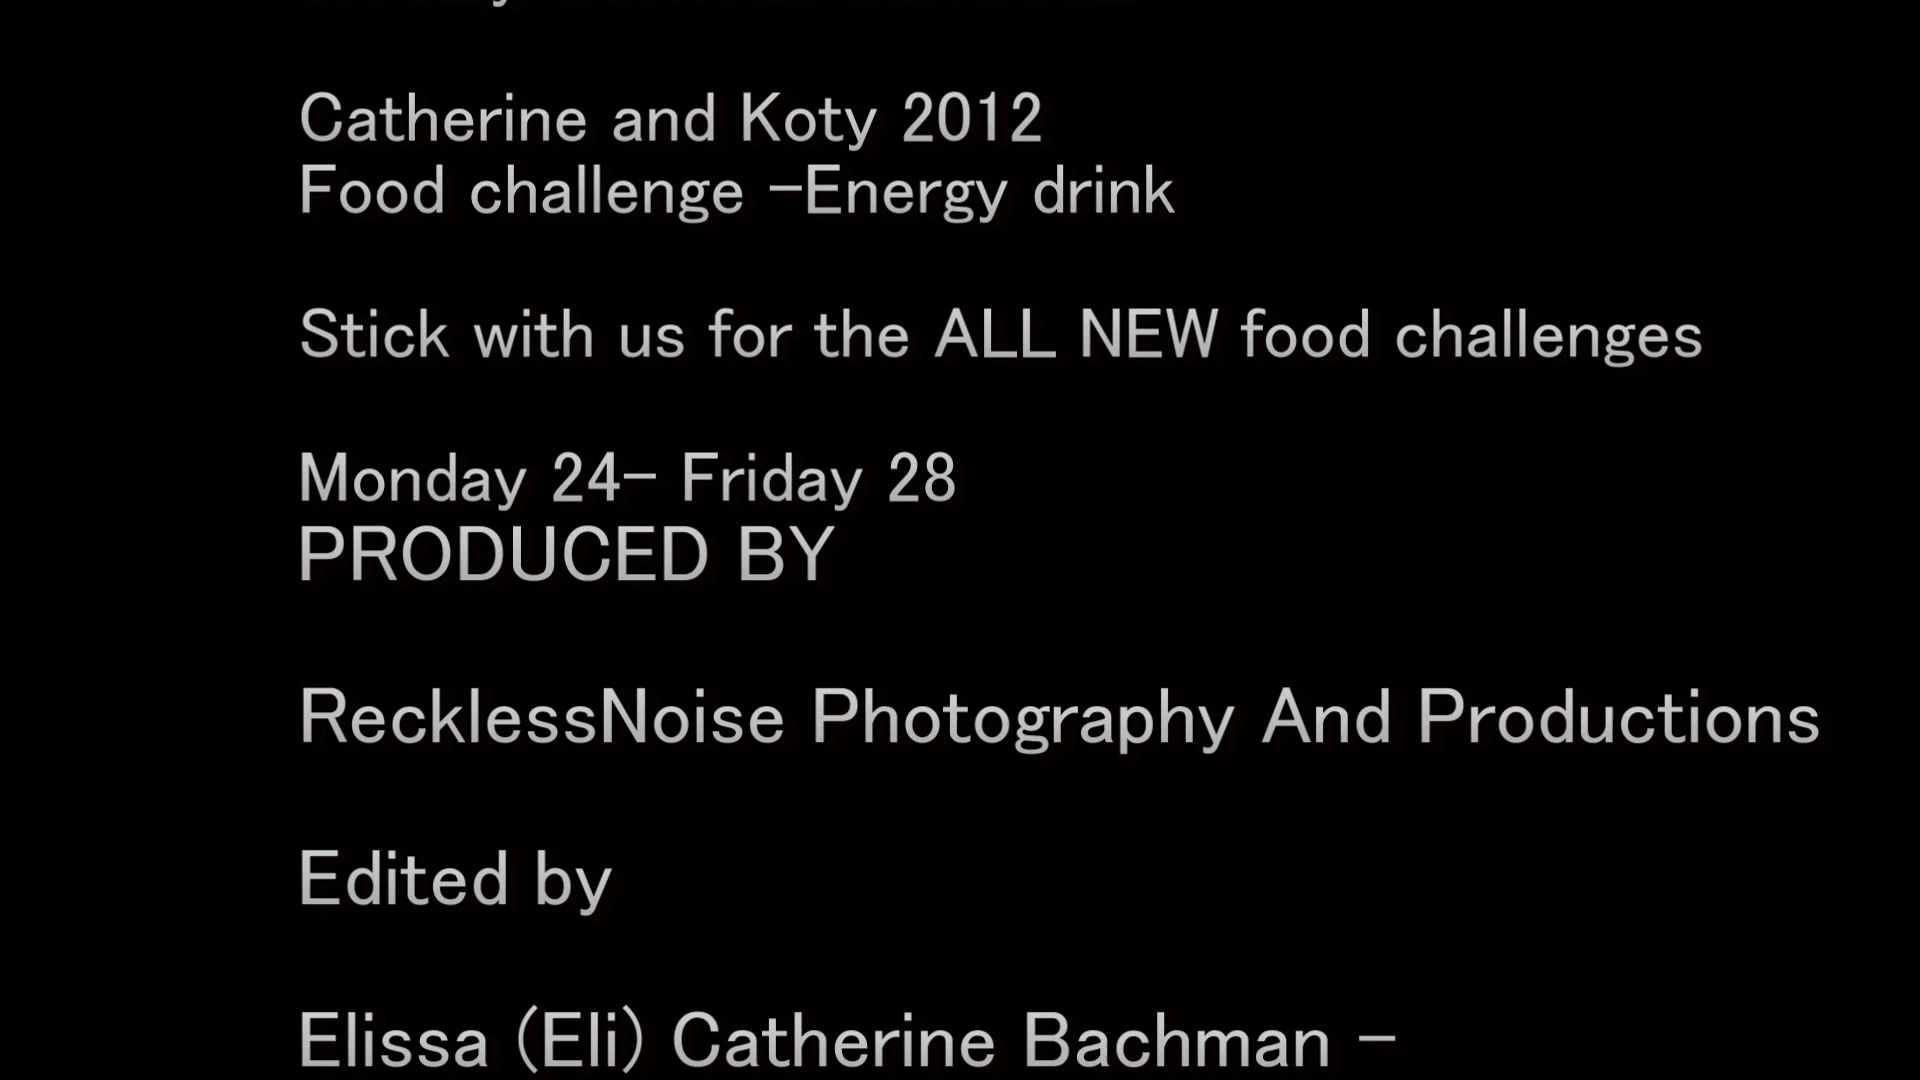 Catherine and Koty 2012
Food challenge -Energy drink
Stick with us for the ALL NEW food challenges
Monday 24- Friday 28
PRODUCED BY
RecklessNoise Photography And Productions
Edited by
Elissa (Eli) Catherine Bachman -